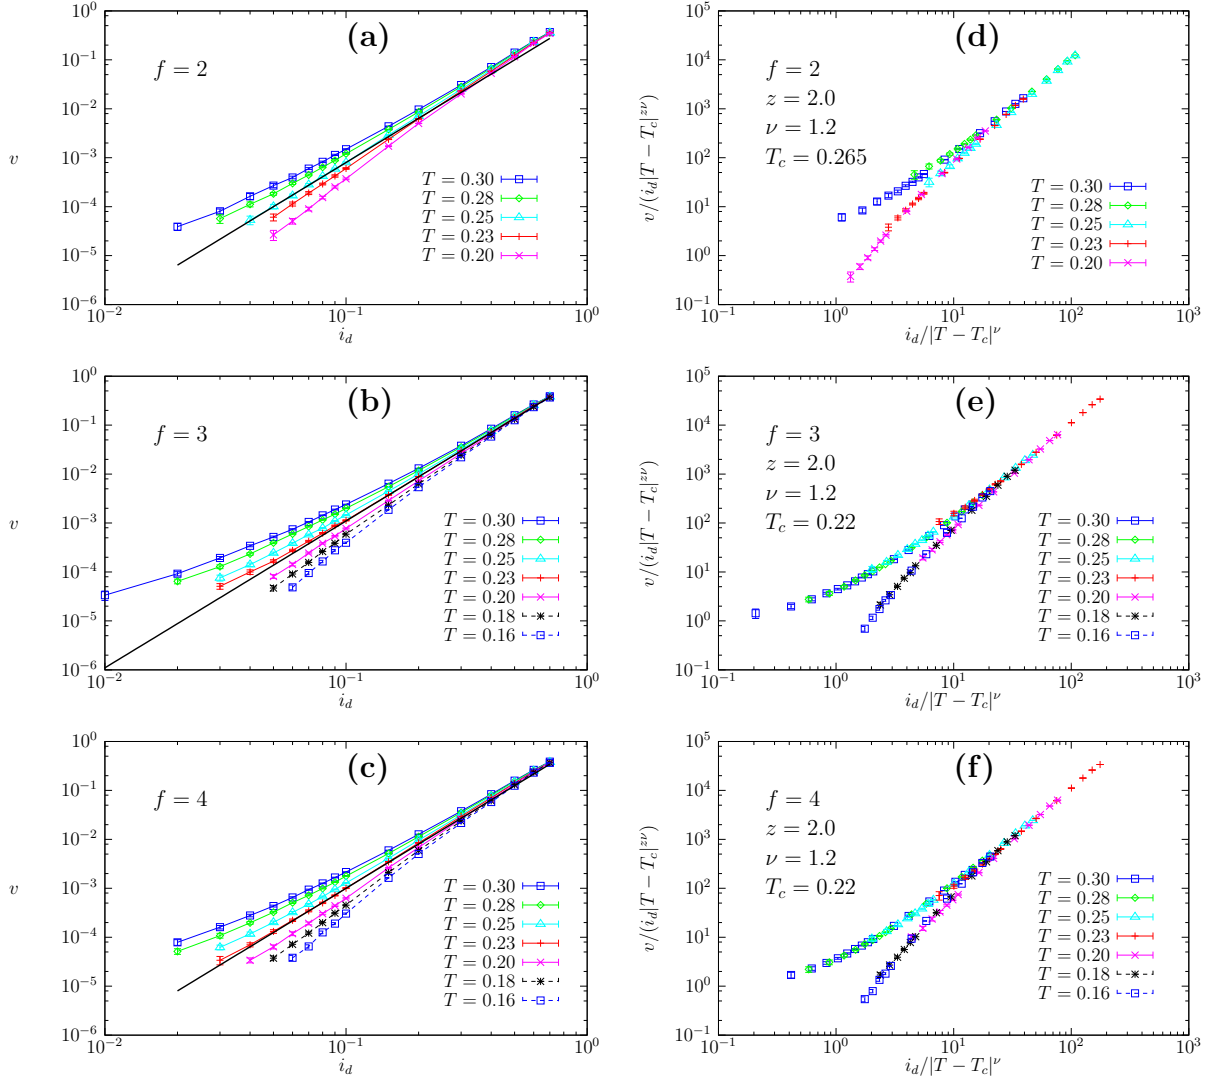 (a)
f = 2
v
10^0
10^-1
10^-2
10^-3
10^-4
10^-5
10^-6
T = 0.30
T = 0.28
T = 0.25
T = 0.23
T = 0.20
10^-2
10^-1
10^0
i_d
(d)
f = 2
z = 2.0
ν = 1.2
T_c = 0.265
v/(i_d|T − T_c|^{zν})
10^5
10^4
10^3
10^2
10^1
10^0
10^-1
T = 0.30
T = 0.28
T = 0.25
T = 0.23
T = 0.20
10^-1
10^0
10^1
10^2
10^3
i_d/|T − T_c|^ν
(b)
f = 3
v
10^0
10^-1
10^-2
10^-3
10^-4
10^-5
10^-6
T = 0.30
T = 0.28
T = 0.25
T = 0.23
T = 0.20
T = 0.18
T = 0.16
10^-2
10^-1
10^0
i_d
(e)
f = 3
z = 2.0
ν = 1.2
T_c = 0.22
v/(i_d|T − T_c|^{zν})
10^5
10^4
10^3
10^2
10^1
10^0
10^-1
T = 0.30
T = 0.28
T = 0.25
T = 0.23
T = 0.20
T = 0.18
T = 0.16
10^-1
10^0
10^1
10^2
10^3
i_d/|T − T_c|^ν
(c)
f = 4
v
10^0
10^-1
10^-2
10^-3
10^-4
10^-5
10^-6
T = 0.30
T = 0.28
T = 0.25
T = 0.23
T = 0.20
T = 0.18
T = 0.16
10^-2
10^-1
10^0
i_d
(f)
f = 4
z = 2.0
ν = 1.2
T_c = 0.22
v/(i_d|T − T_c|^{zν})
10^5
10^4
10^3
10^2
10^1
10^0
10^-1
T = 0.30
T = 0.28
T = 0.25
T = 0.23
T = 0.20
T = 0.18
T = 0.16
10^-1
10^0
10^1
10^2
10^3
i_d/|T − T_c|^ν